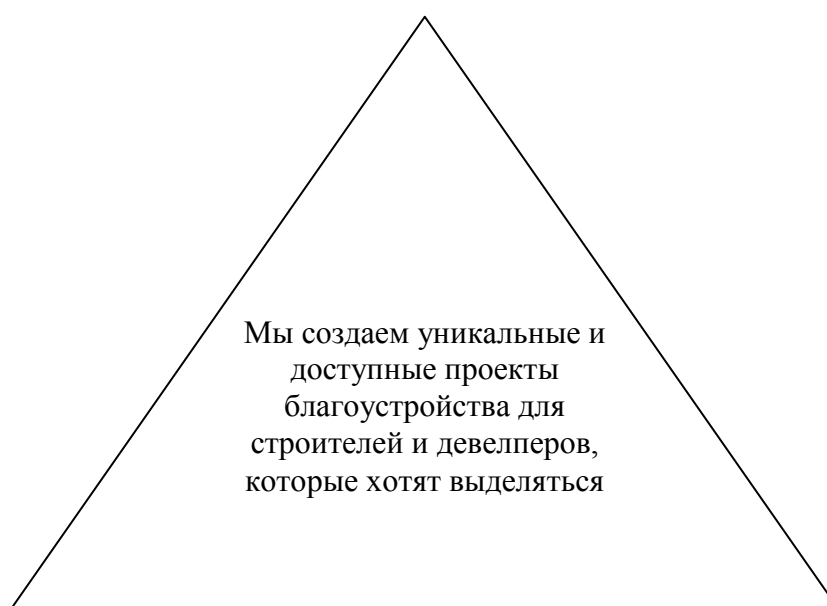 Мы создаем уникальные и
доступные проекты
благоустройства для
строителей и девелперов,
которые хотят выделяться